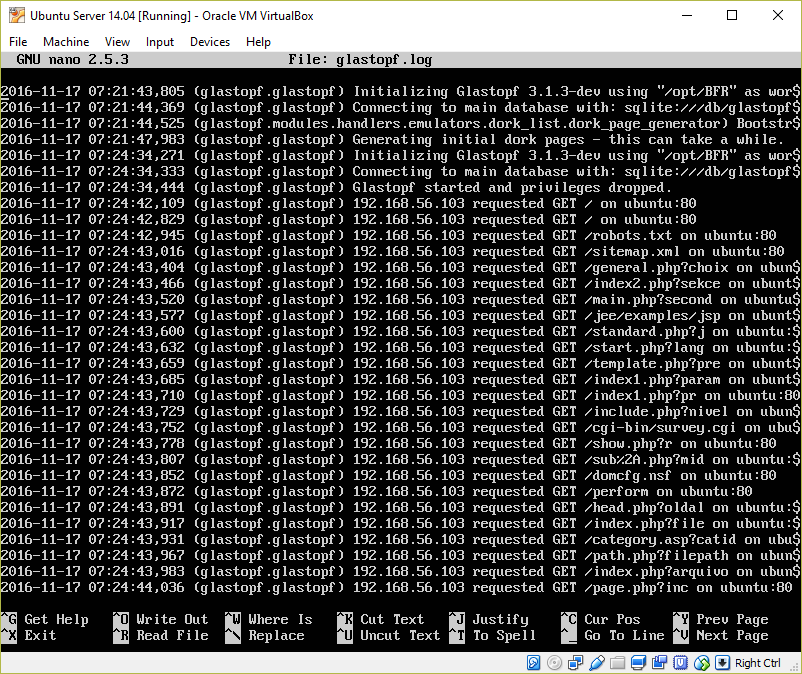 Ubuntu Server 14.04 [Running] - Oracle VM VirtualBox
File Machine View Input Devices Help
GNU nano 2.5.3 File: glastopf.log
2016-11-17 07:21:43,805 (glastopf.glastopf) Initializing Glastopf 3.1.3-dev using "/opt/BFR" as wor$
2016-11-17 07:21:44,369 (glastopf.glastopf) Connecting to main database with: sqlite:///db/glastopf$
2016-11-17 07:21:44,525 (glastopf.modules.handlers.emulators.dork_list.dork_page_generator) Bootstr$
2016-11-17 07:21:47,983 (glastopf.glastopf) Generating initial dork pages - this can take a while.
2016-11-17 07:24:34,271 (glastopf.glastopf) Initializing Glastopf 3.1.3-dev using "/opt/BFR" as wor$
2016-11-17 07:24:34,333 (glastopf.glastopf) Connecting to main database with: sqlite:///db/glastopf$
2016-11-17 07:24:34,444 (glastopf.glastopf) Glastopf started and privileges dropped.
2016-11-17 07:24:42,109 (glastopf.glastopf) 192.168.56.103 requested GET / on ubuntu:80
2016-11-17 07:24:42,829 (glastopf.glastopf) 192.168.56.103 requested GET / on ubuntu:80
2016-11-17 07:24:42,945 (glastopf.glastopf) 192.168.56.103 requested GET /robots.txt on ubuntu:80
2016-11-17 07:24:43,016 (glastopf.glastopf) 192.168.56.103 requested GET /sitemap.xml on ubuntu:80
2016-11-17 07:24:43,404 (glastopf.glastopf) 192.168.56.103 requested GET /general.php?choix on ubun$
2016-11-17 07:24:43,466 (glastopf.glastopf) 192.168.56.103 requested GET /index2.php?sekce on ubunt$
2016-11-17 07:24:43,520 (glastopf.glastopf) 192.168.56.103 requested GET /main.php?second on ubuntu$
2016-11-17 07:24:43,577 (glastopf.glastopf) 192.168.56.103 requested GET /jee/examples/jsp on ubunt$
2016-11-17 07:24:43,600 (glastopf.glastopf) 192.168.56.103 requested GET /standard.php?j on ubuntu:$
2016-11-17 07:24:43,632 (glastopf.glastopf) 192.168.56.103 requested GET /start.php?lang on ubuntu:$
2016-11-17 07:24:43,659 (glastopf.glastopf) 192.168.56.103 requested GET /template.php?pre on ubunt$
2016-11-17 07:24:43,685 (glastopf.glastopf) 192.168.56.103 requested GET /index1.php?param on ubunt$
2016-11-17 07:24:43,710 (glastopf.glastopf) 192.168.56.103 requested GET /index1.php?pr on ubuntu:80
2016-11-17 07:24:43,729 (glastopf.glastopf) 192.168.56.103 requested GET /include.php?nivel on ubun$
2016-11-17 07:24:43,752 (glastopf.glastopf) 192.168.56.103 requested GET /cgi-bin/survey.cgi on ubu$
2016-11-17 07:24:43,778 (glastopf.glastopf) 192.168.56.103 requested GET /show.php?r on ubuntu:80
2016-11-17 07:24:43,807 (glastopf.glastopf) 192.168.56.103 requested GET /sub%2A.php?mid on ubuntu:$
2016-11-17 07:24:43,852 (glastopf.glastopf) 192.168.56.103 requested GET /domcfg.nsf on ubuntu:80
2016-11-17 07:24:43,872 (glastopf.glastopf) 192.168.56.103 requested GET /perform on ubuntu:80
2016-11-17 07:24:43,891 (glastopf.glastopf) 192.168.56.103 requested GET /head.php?oldal on ubuntu:$
2016-11-17 07:24:43,917 (glastopf.glastopf) 192.168.56.103 requested GET /index.php?file on ubuntu:$
2016-11-17 07:24:43,931 (glastopf.glastopf) 192.168.56.103 requested GET /category.asp?catid on ubu$
2016-11-17 07:24:43,967 (glastopf.glastopf) 192.168.56.103 requested GET /path.php?filepath on ubun$
2016-11-17 07:24:43,983 (glastopf.glastopf) 192.168.56.103 requested GET /index.php?arquivo on ubun$
2016-11-17 07:24:44,036 (glastopf.glastopf) 192.168.56.103 requested GET /page.php?inc on ubuntu:80
^G Get Help ^O Write Out ^W Where Is ^K Cut Text ^J Justify ^C Cur Pos ^Y Prev Page
^X Exit ^R Read File ^\ Replace ^U Uncut Text ^T To Spell ^_ Go To Line ^V Next Page
Right Ctrl